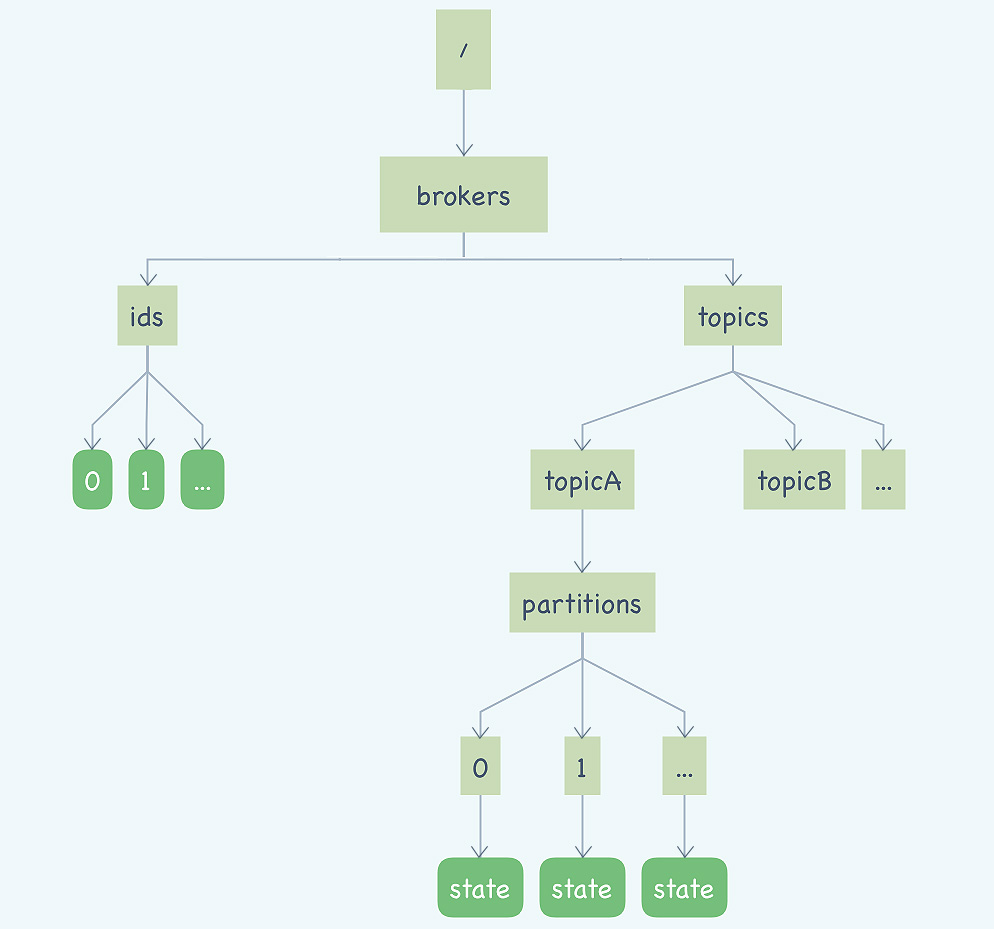 /
brokers
ids
topics
0
1
...
topicA
topicB
...
partitions
0
1
...
state
state
state